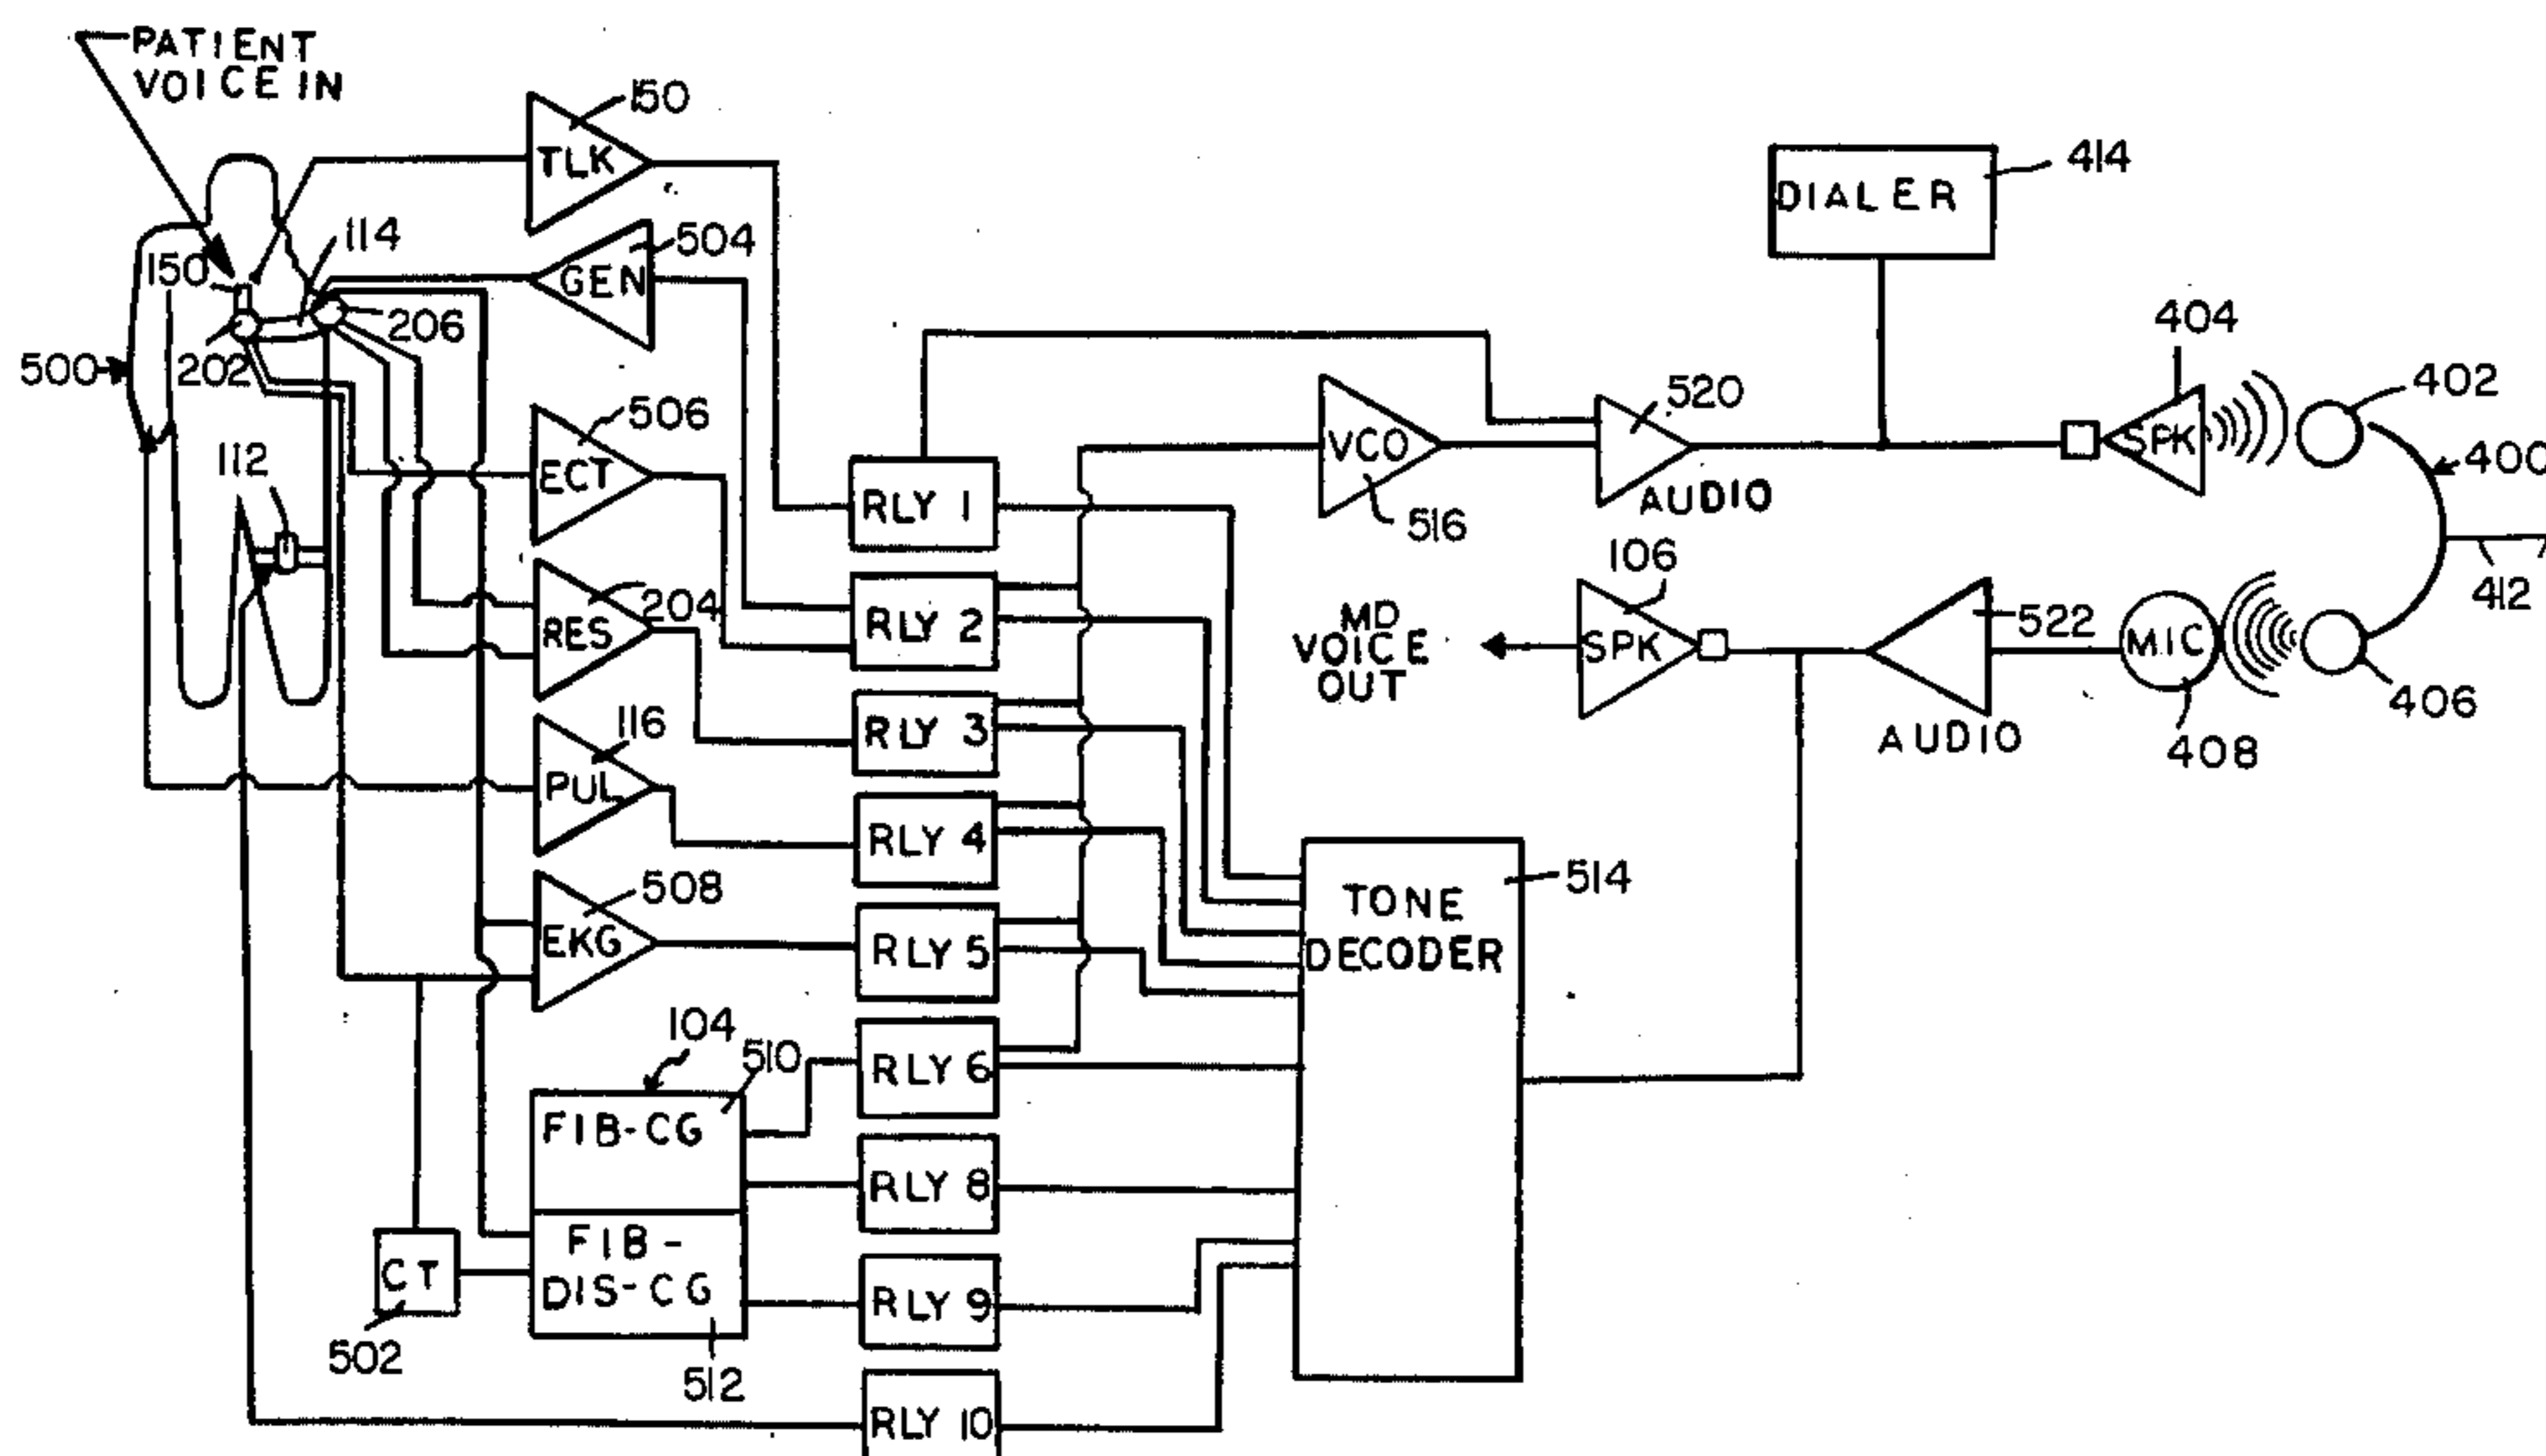 PATIENT
VOICE IN
150
TLK
504
GEN
114
150
206
202
500
506
ECT
112
204
RES
116
PUL
508
EKG
104
510
FIB-CG
FIB-
DIS-CG
512
CT
502
RLY 1
RLY 2
RLY 3
RLY 4
RLY 5
RLY 6
RLY 8
RLY 9
RLY 10
TONE
DECODER
514
VCO
516
520
AUDIO
DIALER
414
404
SPK
402
400
412
106
SPK
MD
VOICE
OUT
522
AUDIO
MIC
408
406